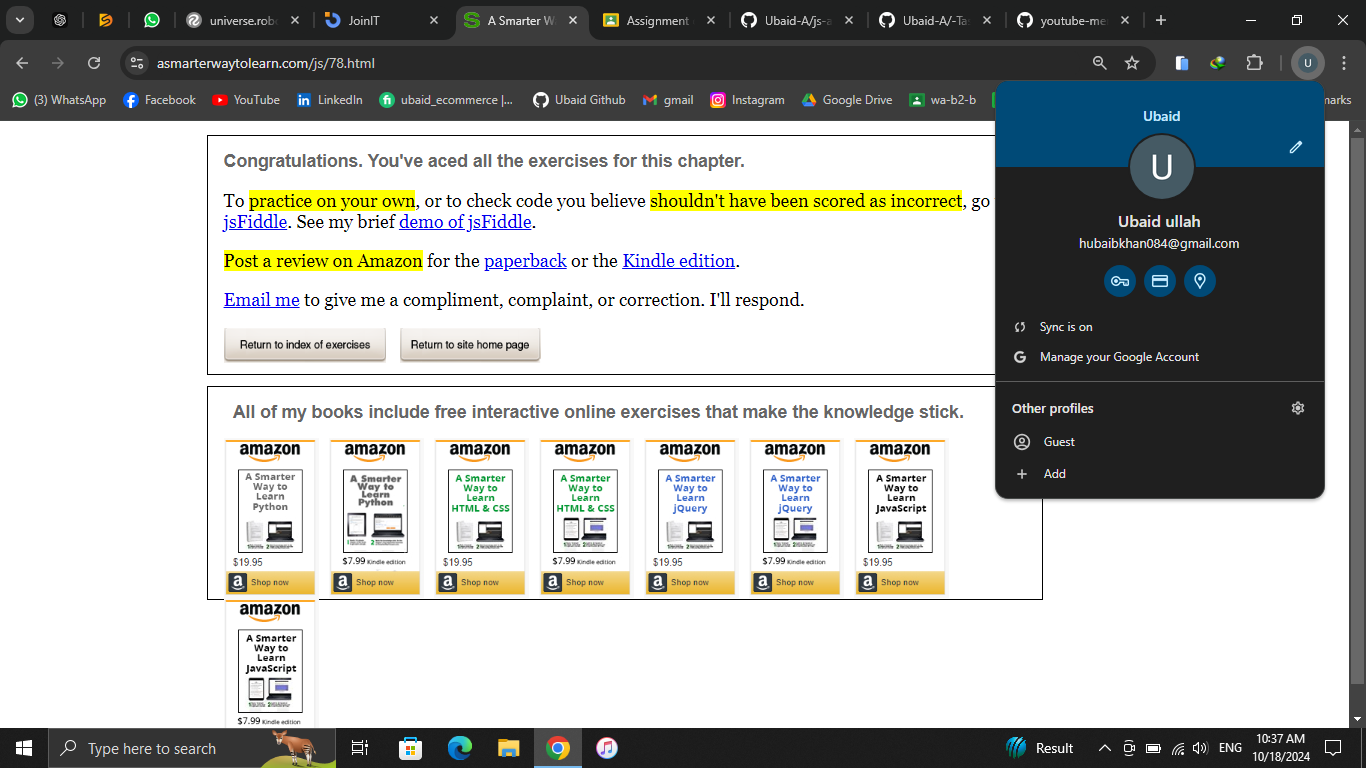 universe.rob
JoinIT
A Smarter W
Assignment
Ubaid-A/js-a
Ubaid-A/-Tas
youtube-me
asmarterwaytolearn.com/js/78.html
U
(3) WhatsApp
Facebook
YouTube
LinkedIn
ubaid_ecommerce |...
Ubaid Github
gmail
Instagram
Google Drive
wa-b2-b
marks
Congratulations. You've aced all the exercises for this chapter.
To practice on your own, or to check code you believe shouldn't have been scored as incorrect, go
jsFiddle. See my brief demo of jsFiddle.
Post a review on Amazon for the paperback or the Kindle edition.
Email me to give me a compliment, complaint, or correction. I'll respond.
Return to index of exercises
Return to site home page
Ubaid
U
Ubaid ullah
hubaibkhan084@gmail.com
Sync is on
Manage your Google Account
Other profiles
Guest
Add
All of my books include free interactive online exercises that make the knowledge stick.
amazon
A Smarter
Way to
Learn
Python
$19.95
Shop now
amazon
A Smarter
Way to
Learn
Python
$7.99 Kindle edition
Shop now
amazon
A Smarter
Way to
Learn
HTML & CSS
$19.95
Shop now
amazon
A Smarter
Way to
Learn
HTML & CSS
$7.99 Kindle edition
Shop now
amazon
A Smarter
Way to
Learn
jQuery
$19.95
Shop now
amazon
A Smarter
Way to
Learn
jQuery
$7.99 Kindle edition
Shop now
amazon
A Smarter
Way to
Learn
JavaScript
$19.95
Shop now
amazon
A Smarter
Way to
Learn
JavaScript
$7.99 Kindle edition
Type here to search
Result
ENG
10:37 AM
10/18/2024